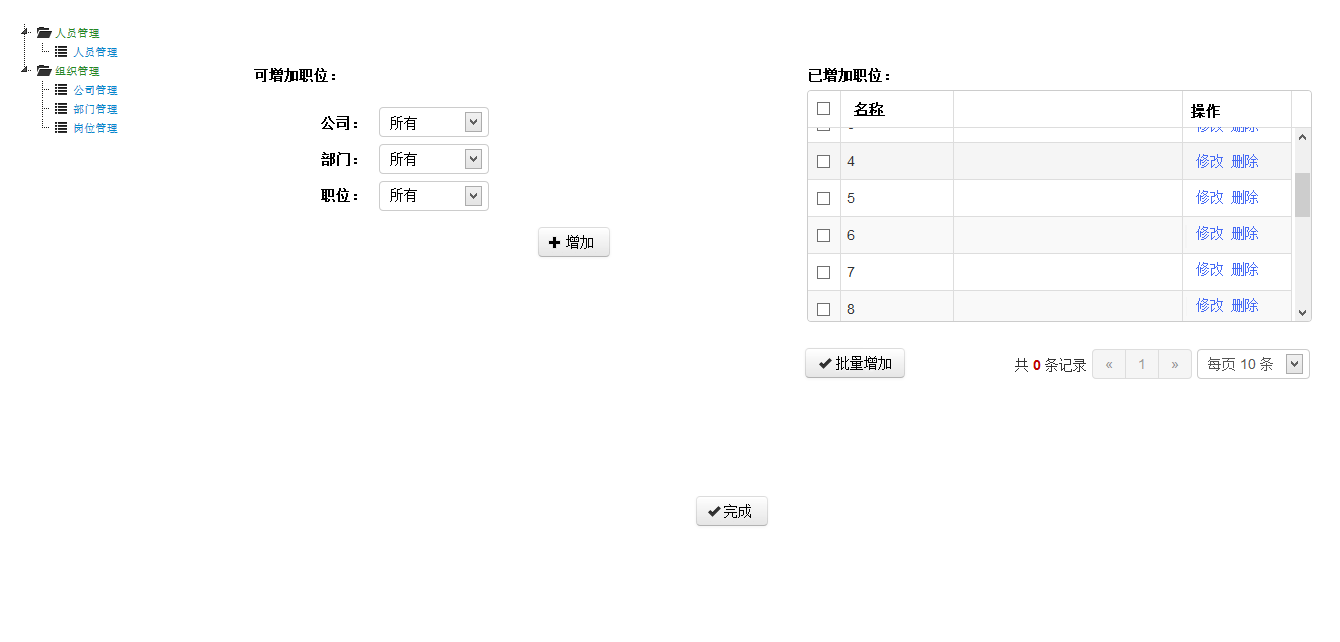 人员管理
人员管理
组织管理
公司管理
部门管理
岗位管理
可增加职位：
公司： 所有
部门： 所有
职位： 所有
增加
已增加职位：
名称 操作
修改 删除
4 修改 删除
5 修改 删除
6 修改 删除
7 修改 删除
8 修改 删除
批量增加 共 0 条记录 « 1 » 每页 10 条
完成